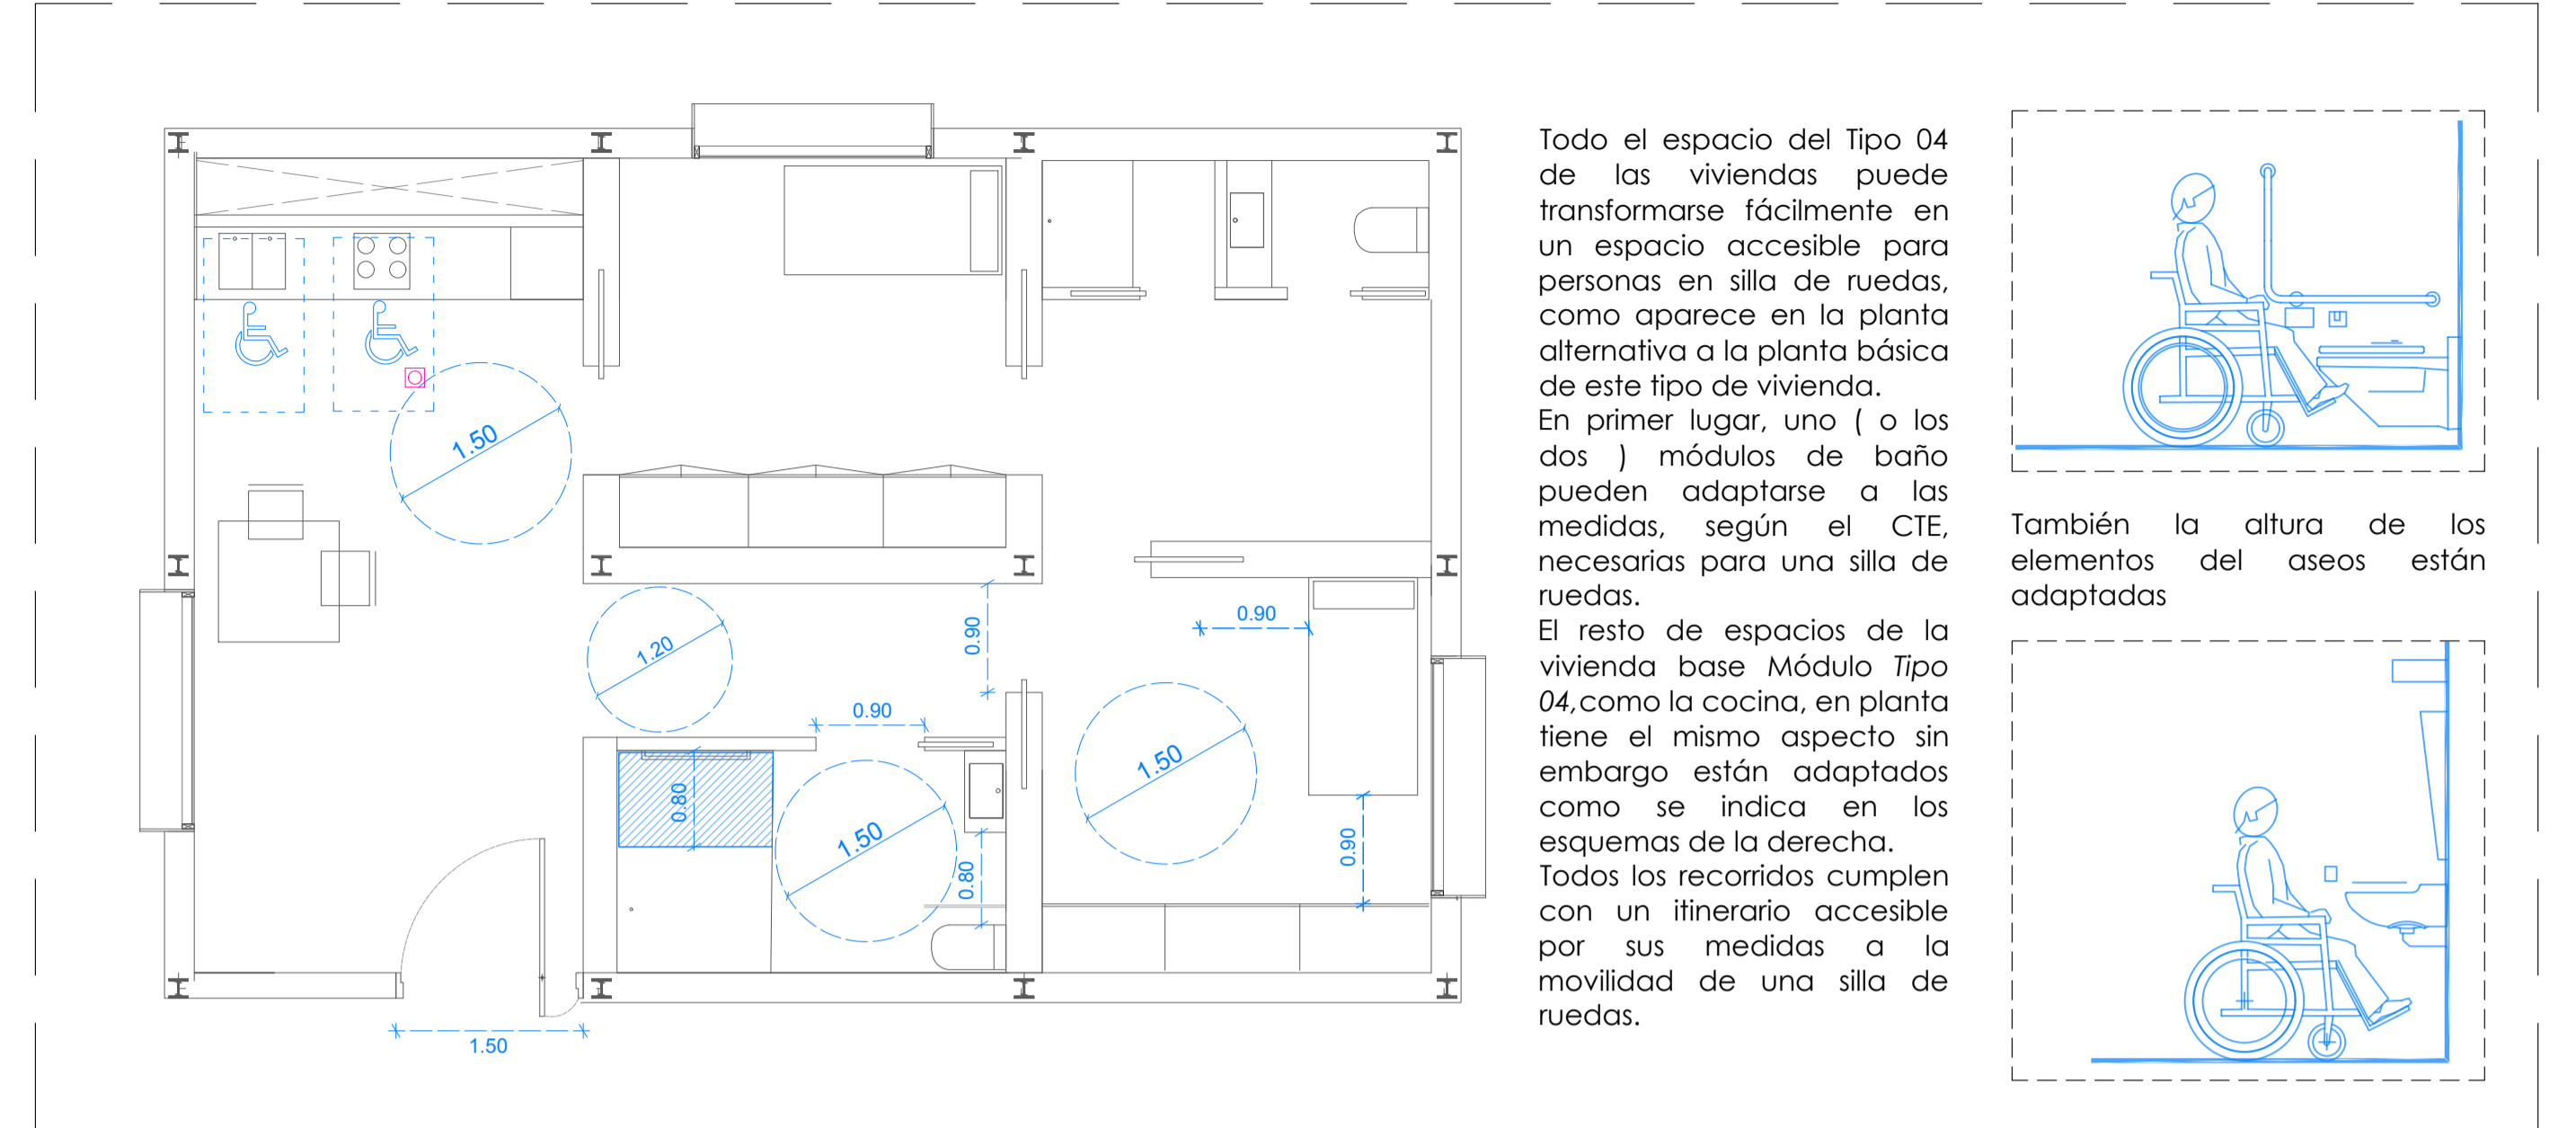 1.50
1.20
0.90
0.90
0.90
1.50
0.80
1.50
0.80
0.90
1.50
Todo el espacio del Tipo 04
de las viviendas puede
transformarse fácilmente en
un espacio accesible para
personas en silla de ruedas,
como aparece en la planta
alternativa a la planta básica
de este tipo de vivienda.
En primer lugar, uno ( o los
dos ) módulos de baño
pueden adaptarse a las
medidas, según el CTE,
necesarias para una silla de
ruedas.
El resto de espacios de la
vivienda base Módulo Tipo
04,como la cocina, en planta
tiene el mismo aspecto sin
embargo están adaptados
como se indica en los
esquemas de la derecha.
Todos los recorridos cumplen
con un itinerario accesible
por sus medidas a la
movilidad de una silla de
ruedas.
También la altura de los
elementos del aseos están
adaptadas